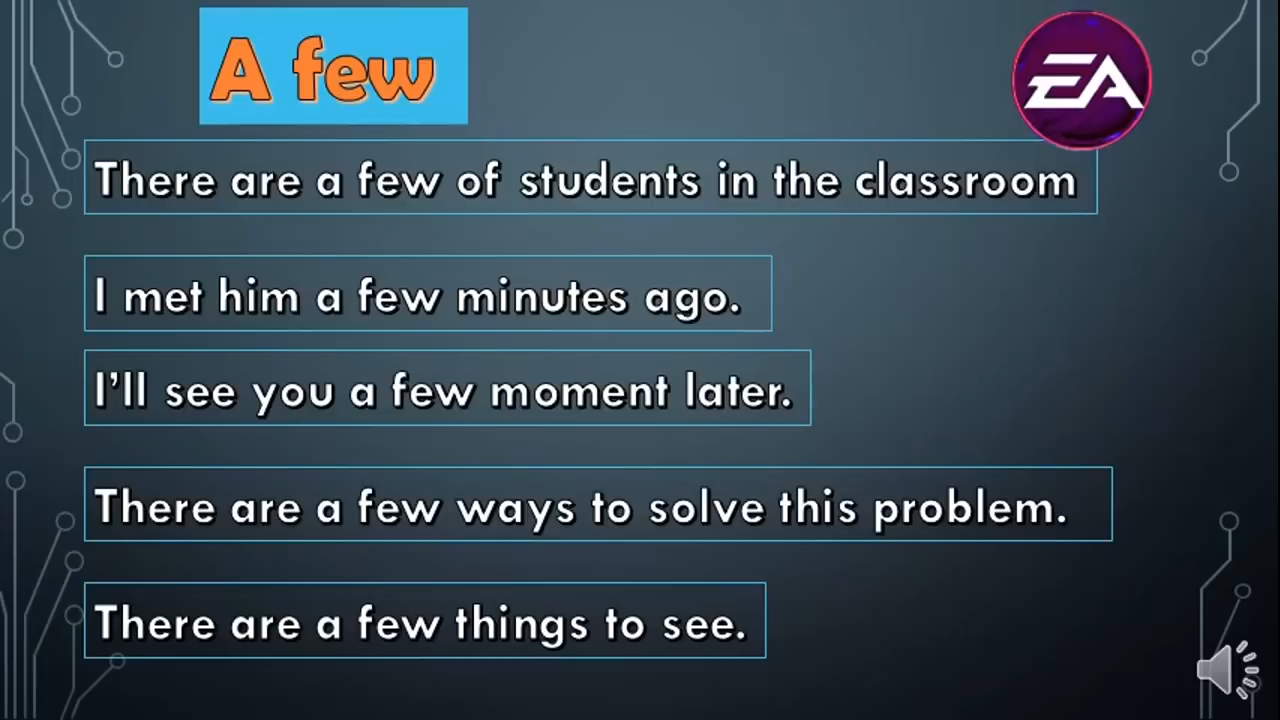 A few
EA
There are a few of students in the classroom
I met him a few minutes ago.
I'll see you a few moment later.
There are a few ways to solve this problem.
There are a few things to see.